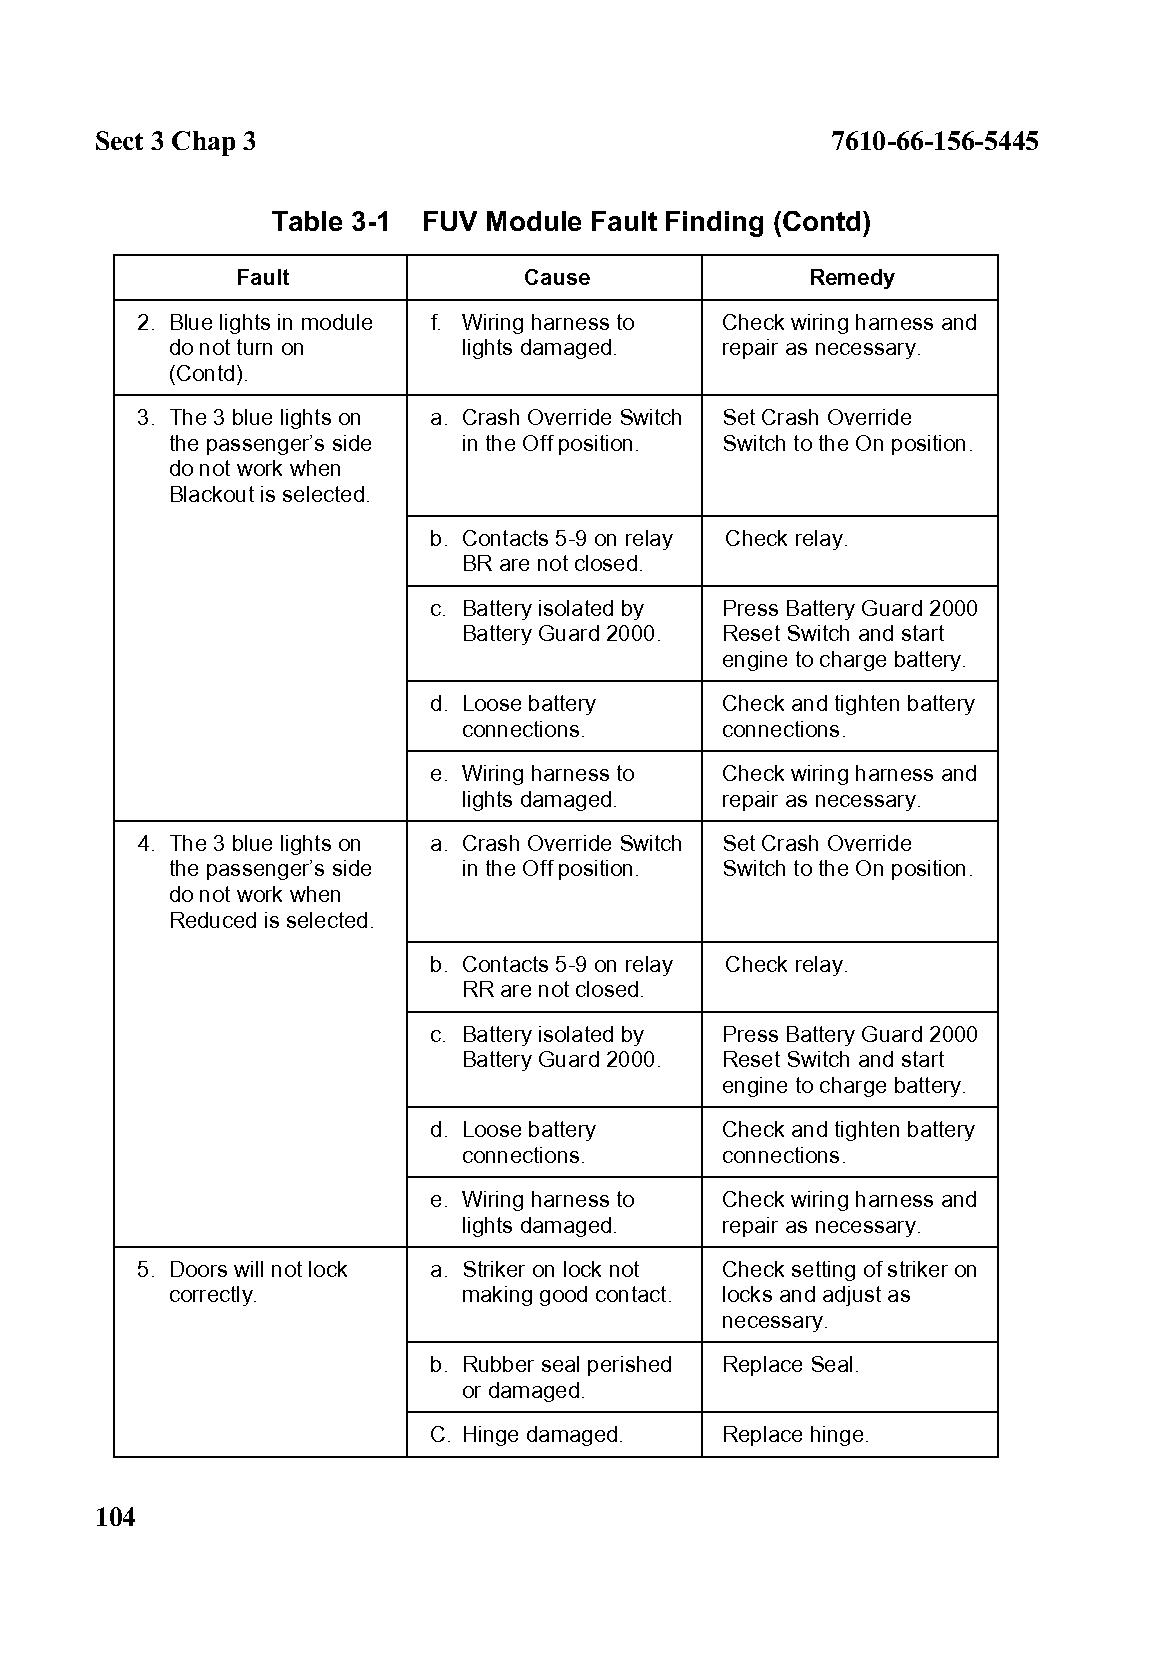 Sect 3 Chap 3 7610-66-156-5445
Table 3-1 FUV Module Fault Finding (Contd)
Fault Cause Remedy
2. Blue lights in module
do not turn on
(Contd).
f. Wiring harness to
lights damaged.
Check wiring harness and
repair as necessary.
3. The 3 blue lights on
the passenger’s side
do not work when
Blackout is selected.
a. Crash Override Switch
in the Off position.
Set Crash Override
Switch to the On position.
b. Contacts 5-9 on relay
BR are not closed.
Check relay.
c. Battery isolated by
Battery Guard 2000.
Press Battery Guard 2000
Reset Switch and start
engine to charge battery.
d. Loose battery
connections.
Check and tighten battery
connections.
e. Wiring harness to
lights damaged.
Check wiring harness and
repair as necessary.
4. The 3 blue lights on
the passenger’s side
do not work when
Reduced is selected.
a. Crash Override Switch
in the Off position.
Set Crash Override
Switch to the On position.
b. Contacts 5-9 on relay
RR are not closed.
Check relay.
c. Battery isolated by
Battery Guard 2000.
Press Battery Guard 2000
Reset Switch and start
engine to charge battery.
d. Loose battery
connections.
Check and tighten battery
connections.
e. Wiring harness to
lights damaged.
Check wiring harness and
repair as necessary.
5. Doors will not lock
correctly.
a. Striker on lock not
making good contact.
Check setting of striker on
locks and adjust as
necessary.
b. Rubber seal perished
or damaged.
Replace Seal.
C. Hinge damaged.
Replace hinge.
104